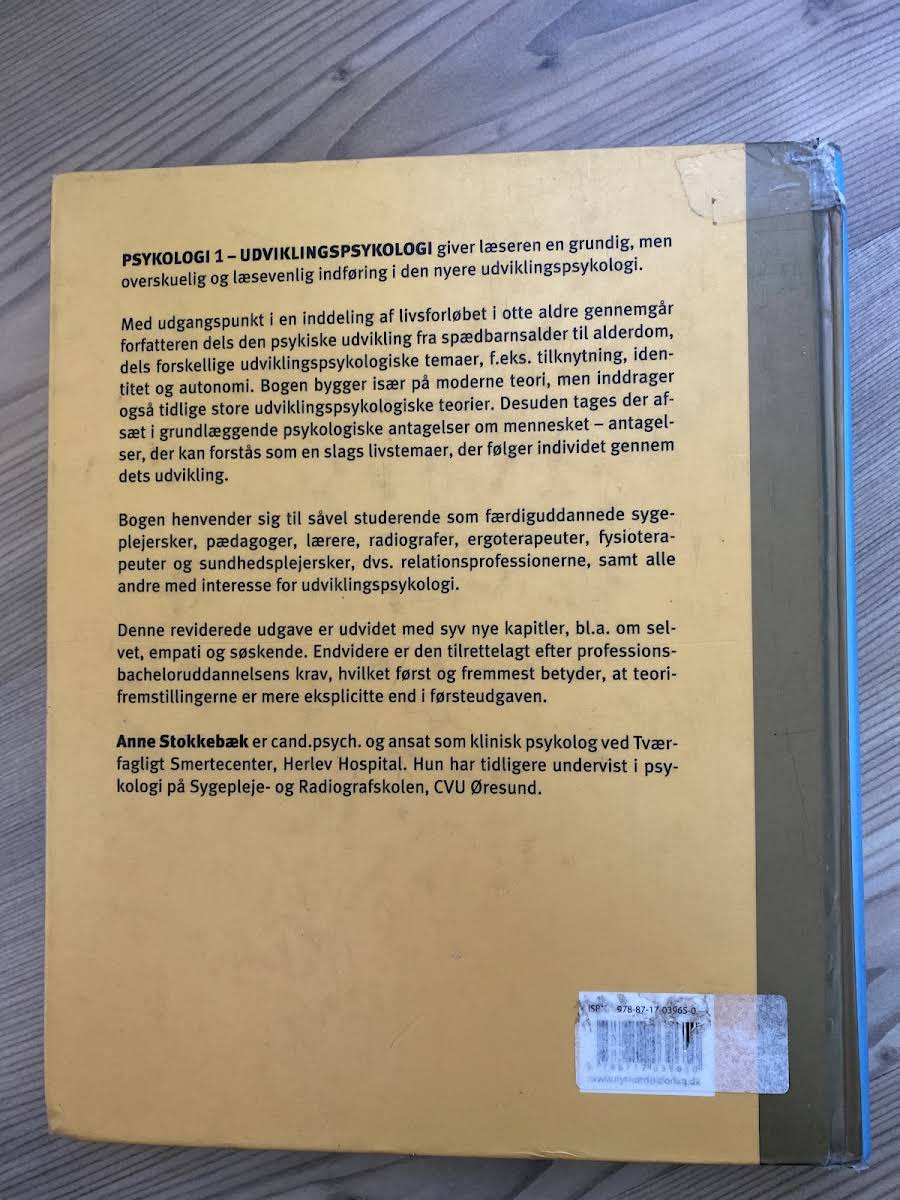 PSYKOLOGI 1 – UDVIKLINGSPSYKOLOGI giver læseren en grundig, men
overskuelig og læsevenlig indføring i den nyere udviklingspsykologi.
Med udgangspunkt i en inddeling af livsforløbet i otte aldre gennemgår
forfatteren dels den psykiske udvikling fra spædbarnsalder til alderdom,
dels forskellige udviklingspsykologiske temaer, f.eks. tilknytning, iden-
titet og autonomi. Bogen bygger især på moderne teori, men inddrager
også tidlige store udviklingspsykologiske teorier. Desuden tages der af-
sæt i grundlæggende psykologiske antagelser om mennesket – antagel-
ser, der kan forstås som en slags livstemaer, der følger individet gennem
dets udvikling.
Bogen henvender sig til såvel studerende som færdiguddannede syge-
plejersker, pædagoger, lærere, radiografer, ergoterapeuter, fysiotera-
peuter og sundhedsplejersker, dvs. relationsprofessionerne, samt alle
andre med interesse for udviklingspsykologi.
Denne reviderede udgave er udvidet med syv nye kapitler, bl.a. om sel-
vet, empati og søskende. Endvidere er den tilrettelagt efter professions-
bacheloruddannelsens krav, hvilket først og fremmest betyder, at teori-
fremstillingerne er mere eksplicitte end i førsteudgaven.
Anne Stokkebæk er cand.psych. og ansat som klinisk psykolog ved Tvær-
fagligt Smertecenter, Herlev Hospital. Hun har tidligere undervist i psy-
kologi på Sygepleje- og Radiografskolen, CVU Øresund.
978-87-17-03965-0